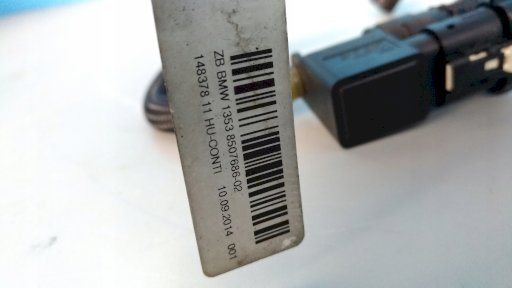 ZB BMW 1353 8507686-02
148378 11 HU-CONTI 10.09.2014 001